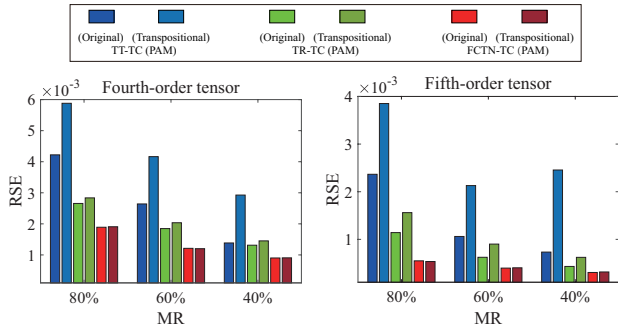 (Original) (Transpositional) (Original) (Transpositional) (Original) (Transpositional)
TT-TC (PAM) TR-TC (PAM) FCTN-TC (PAM)
×10⁻³ Fourth-order tensor
6
5
4
3
2
1
RSE
80% 60% 40%
MR
×10⁻³ Fifth-order tensor
4
3
2
1
RSE
80% 60% 40%
MR